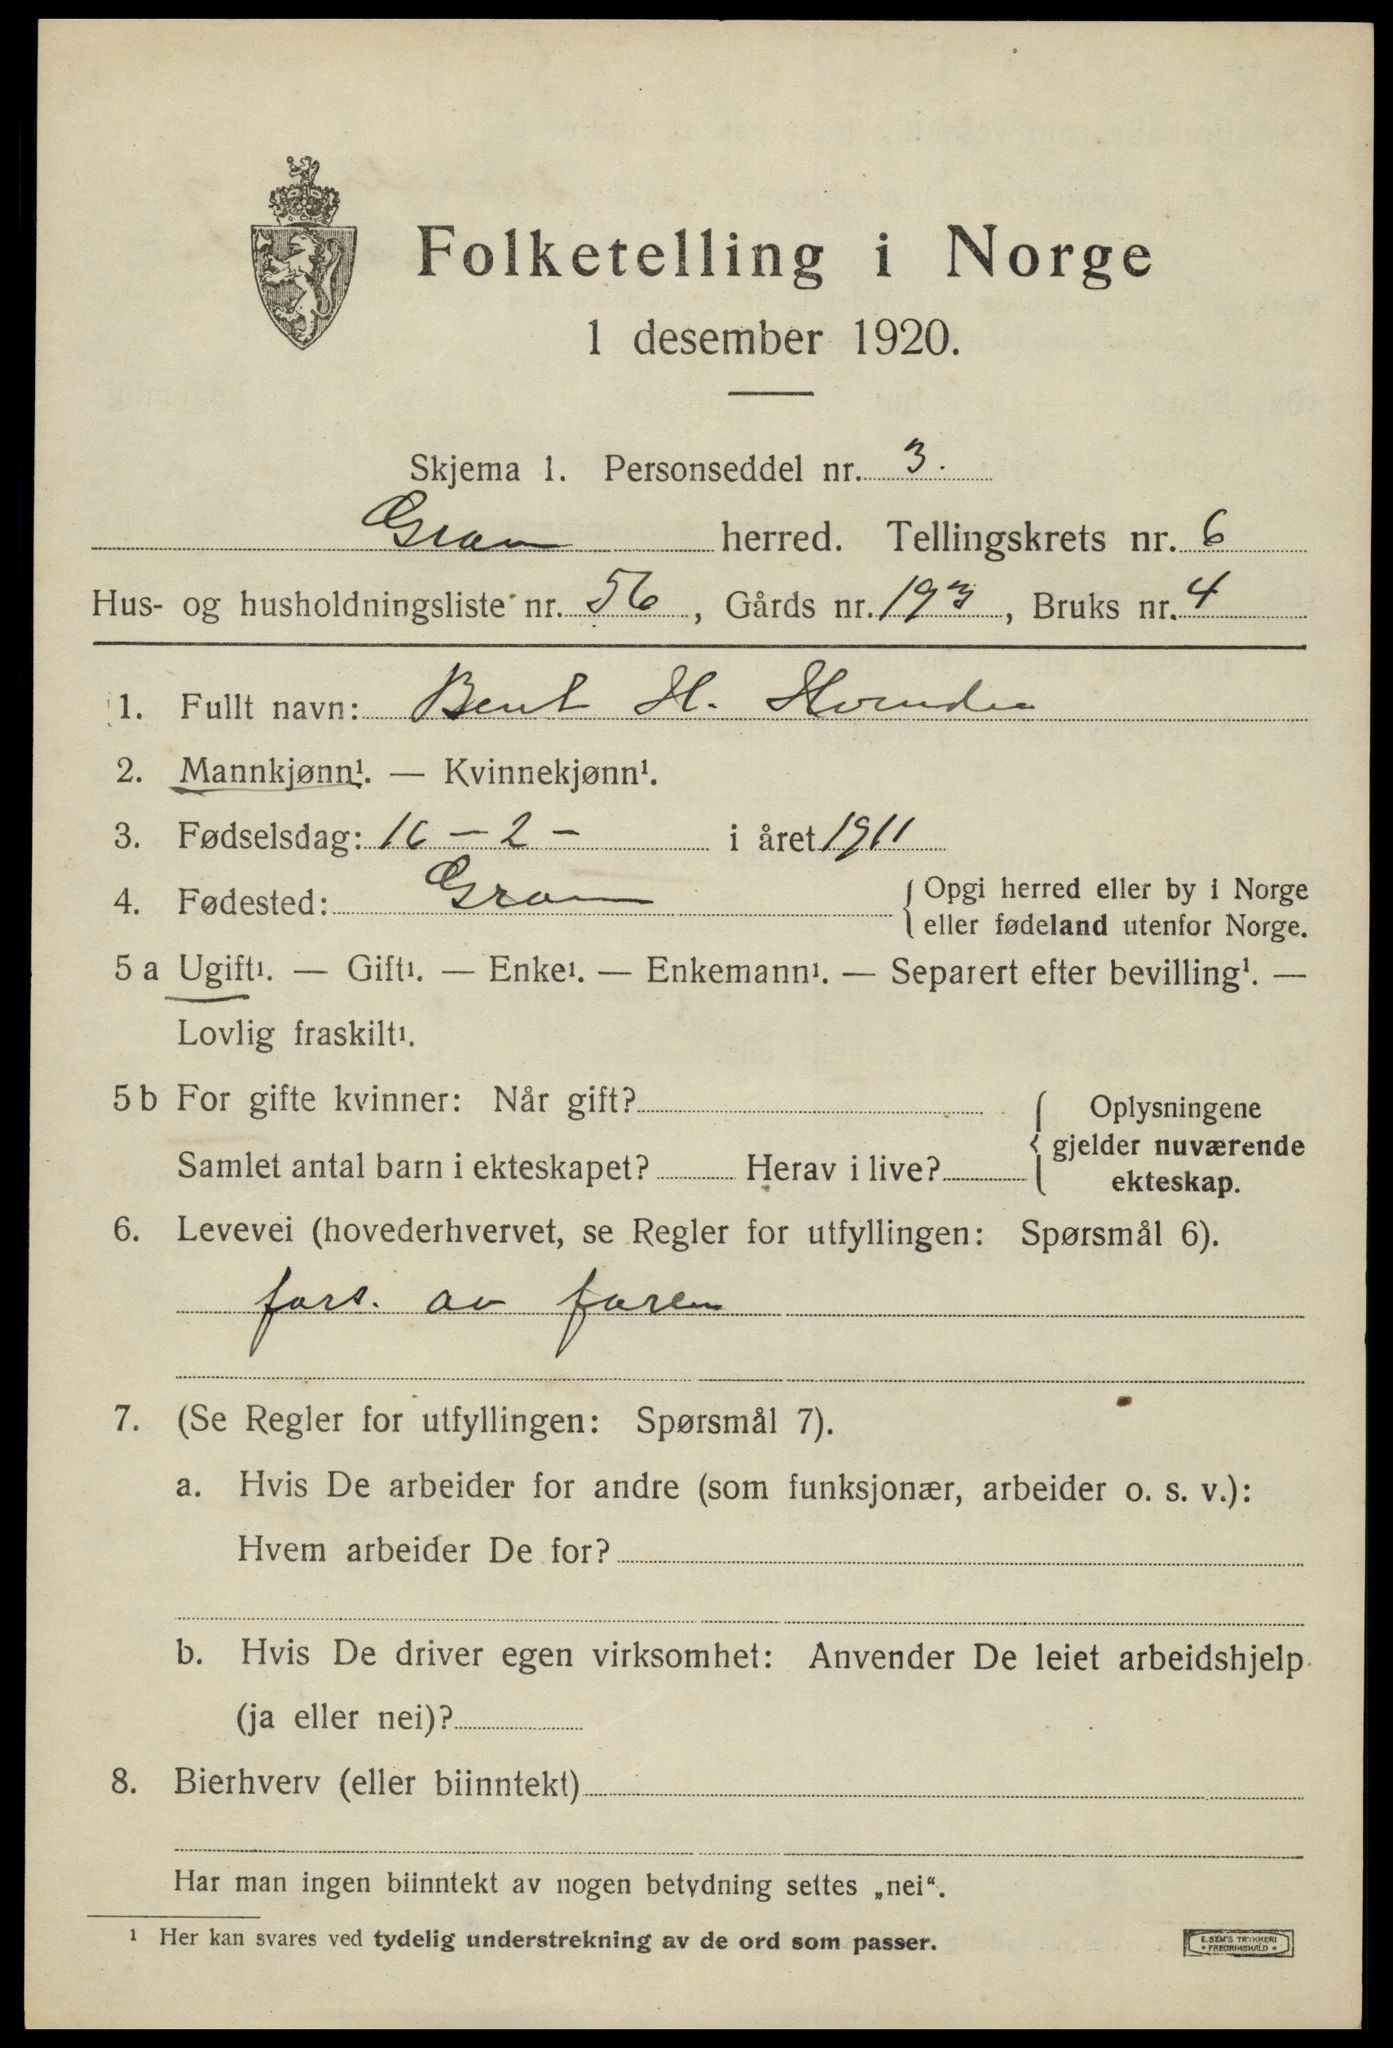 Folketelling i Norge
1 desember 1920.
Skjema 1. Personseddel nr. 3.
Gran herred. Tellingskrets nr. 6
Hus- og husholdningsliste nr. 56, Gårds nr. 193, Bruks nr. 4
1. Fullt navn: Bent H.
2. Mannkjønn¹. — Kvinnekjønn¹.
3. Fødselsdag: 16 - 2 - i året 1911
4. Fødested: Gran { Opgi herred eller by i Norge
eller fødeland utenfor Norge.
5 a Ugift¹. — Gift¹. — Enke¹. — Enkemann¹. — Separert efter bevilling¹. —
Lovlig fraskilt¹.
5 b For gifte kvinner: Når gift? { Oplysningene
gjelder nuværende
Samlet antal barn i ekteskapet? Herav i live?
ekteskap.
6. Levevei (hovederhvervet, se Regler for utfyllingen: Spørsmål 6).
fors. av faren
7. (Se Regler for utfyllingen: Spørsmål 7).
a. Hvis De arbeider for andre (som funksjonær, arbeider o. s. v.):
Hvem arbeider De for?
b. Hvis De driver egen virksomhet: Anvender De leiet arbeidshjelp
(ja eller nei)?
8. Bierhverv (eller biinntekt)
Har man ingen biinntekt av nogen betydning settes „nei“.
¹ Her kan svares ved tydelig understrekning av de ord som passer.
E. SEM'S TRYKKERI
* FREDRIKSHALD *